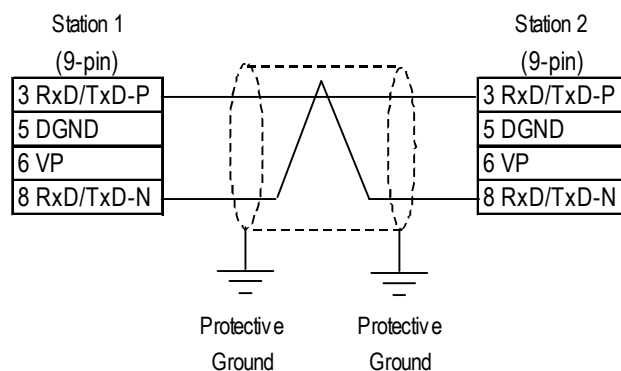 Station 1
(9-pin)
3 RxD/TxD-P
5 DGND
6 VP
8 RxD/TxD-N
Station 2
(9-pin)
3 RxD/TxD-P
5 DGND
6 VP
8 RxD/TxD-N
Protective
Ground
Protective
Ground